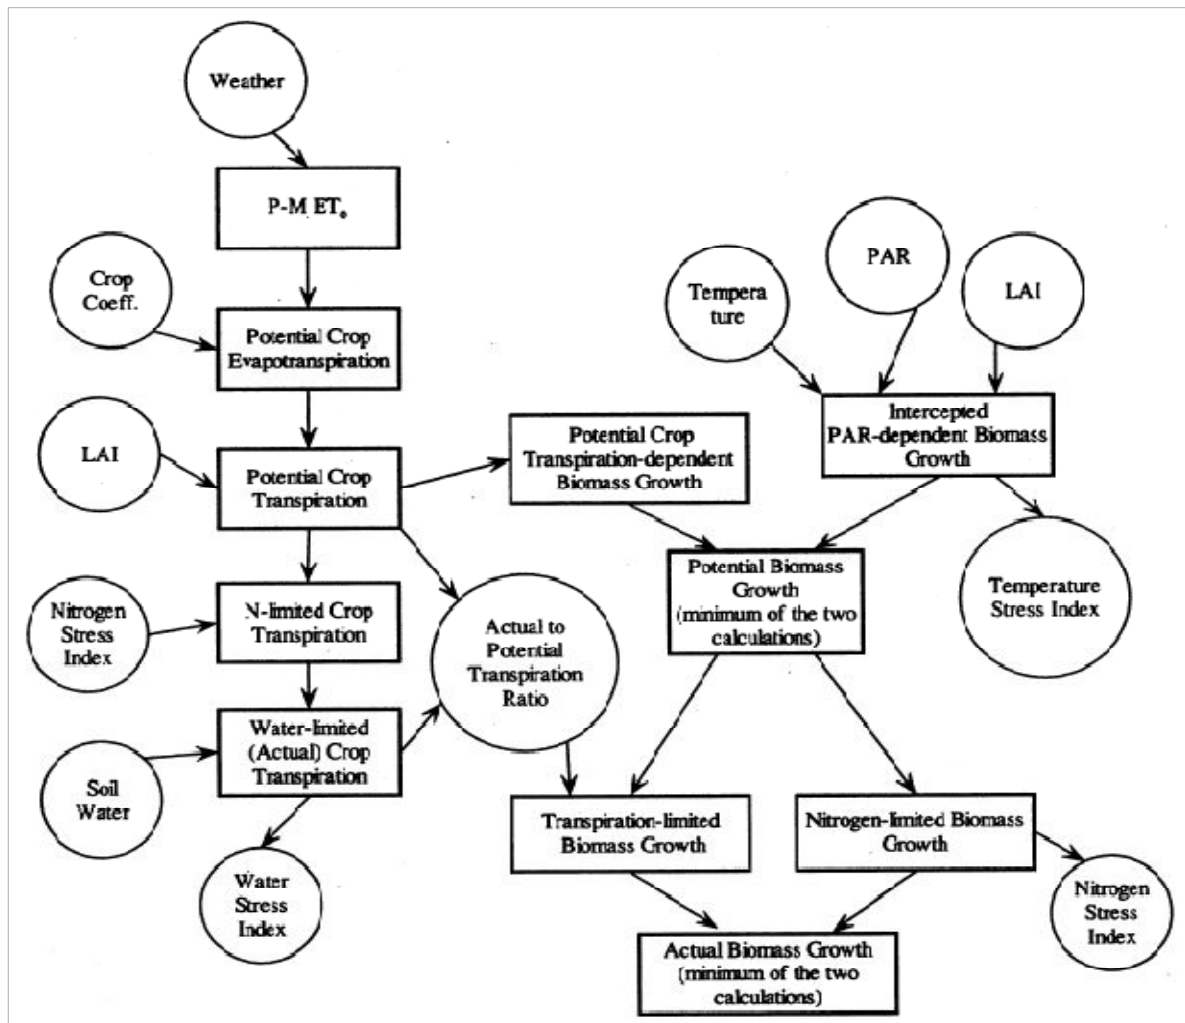 Weather
P-M ETo
Crop
Coeff.
Potential Crop
Evapotranspiration
LAI
Potential Crop
Transpiration
Nitrogen
Stress
Index
N-limited Crop
Transpiration
Soil
Water
Water-limited
(Actual) Crop
Transpiration
Water
Stress
Index
Actual to
Potential
Transpiration
Ratio
Potential Crop
Transpiration-dependent
Biomass Growth
Tempera
ture
PAR
LAI
Intercepted
PAR-dependent Biomass
Growth
Temperature
Stress Index
Potential Biomass
Growth
(minimum of the two
calculations)
Transpiration-limited
Biomass Growth
Nitrogen-limited Biomass
Growth
Nitrogen
Stress
Index
Actual Biomass Growth
(minimum of the two
calculations)